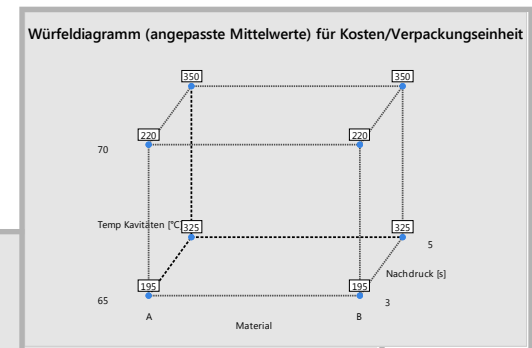 Würfeldiagramm (angepasste Mittelwerte) für Kosten/Verpackungseinheit
350 350
220 220
70
Temp Kavitäten [°C] 325 325
5
Nachdruck [s]
195 195
65 3
A B
Material